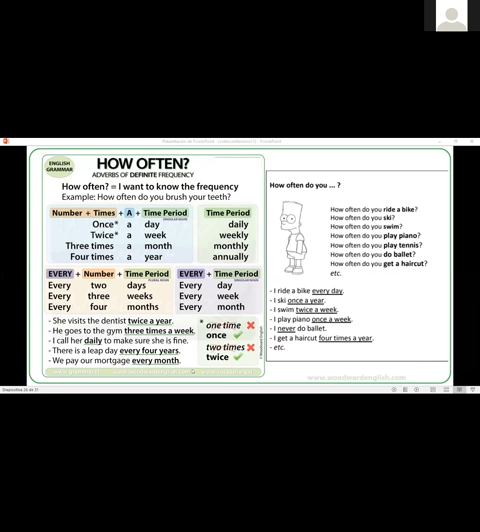 ENGLISH
GRAMMAR
HOW OFTEN?
ADVERBS OF DEFINITE FREQUENCY
How often? = I want to know the frequency
Example: How often do you brush your teeth?
Number + Times + A + Time Period
Once* a day
Twice* a week
Three times a month
Four times a year
Time Period
daily
weekly
monthly
annually
EVERY + Number + Time Period
Every two days
Every three weeks
Every four months
EVERY + Time Period
Every day
Every week
Every month
- She visits the dentist twice a year.
- He goes to the gym three times a week.
- I call her daily to make sure she is fine.
- There is a leap day every four years.
- We pay our mortgage every month.
* one time
once
two times
twice
How often do you ... ?
How often do you ride a bike?
How often do you ski?
How often do you swim?
How often do you play piano?
How often do you play tennis?
How often do you do ballet?
How often do you get a haircut?
etc.
- I ride a bike every day.
- I ski once a year.
- I swim twice a week.
- I play piano once a week.
- I never do ballet.
- I get a haircut four times a year.
- etc.
www.woodwardenglish.com